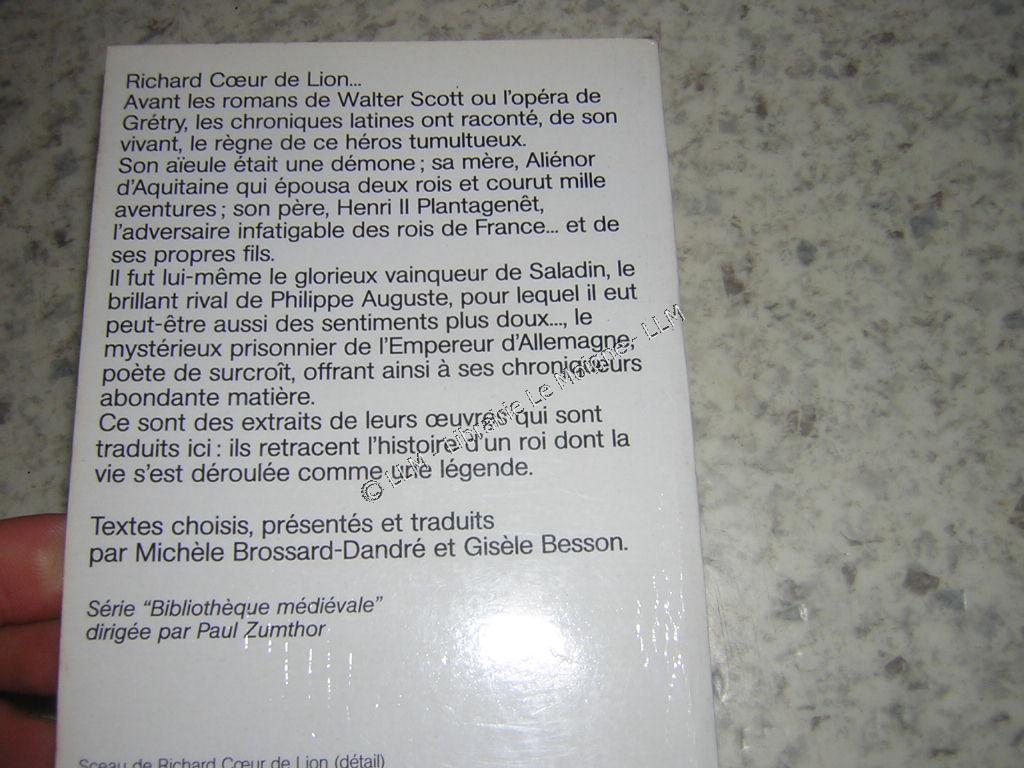 Richard Cœur de Lion...
Avant les romans de Walter Scott ou l'opéra de
Grétry, les chroniques latines ont raconté, de son
vivant, le règne de ce héros tumultueux.
Son aïeule était une démone ; sa mère, Aliénor
d'Aquitaine qui épousa deux rois et courut mille
aventures ; son père, Henri II Plantagenêt,
l'adversaire infatigable des rois de France... et de
ses propres fils.
Il fut lui-même le glorieux vainqueur de Saladin, le
brillant rival de Philippe Auguste, pour lequel il eut
peut-être aussi des sentiments plus doux..., le
mystérieux prisonnier de l'Empereur d'Allemagne,
poète de surcroît, offrant ainsi à ses chroniqueurs
abondante matière.
Ce sont des extraits de leurs œuvres qui sont
traduits ici : ils retracent l'histoire d'un roi dont la
vie s'est déroulée comme une légende.
Textes choisis, présentés et traduits
par Michèle Brossard-Dandré et Gisèle Besson.
Série "Bibliothèque médiévale"
dirigée par Paul Zumthor
Sceau de Richard Cœur de Lion (détail)
© LLM - Librairie Le Moigne - LLM